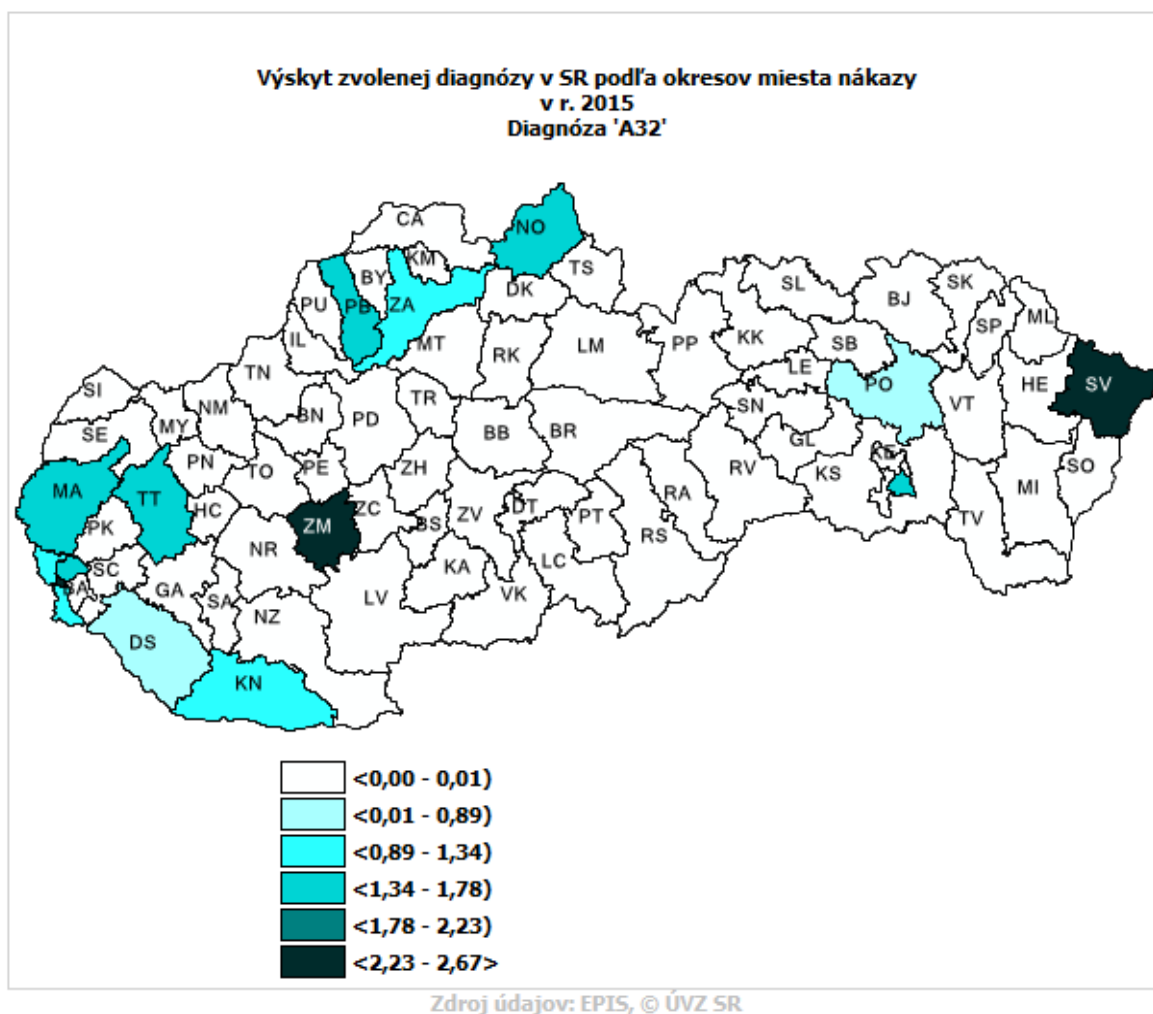 Výskyt zvolenej diagnózy v SR podľa okresov miesta nákazy
v r. 2015
Diagnóza 'A32'
CA
NO
KM
BY
TS
PU
PB
ZA
DK
SL
SK
BJ
ML
SP
IL
MT
RK
LM
PP
KK
SB
LE
PO
HE
SV
TN
SI
NM
BN
PD
TR
SN
VT
MY
SE
BB
BR
GL
KE
PN
TO
PE
ZH
RV
KS
SO
MA
TT
RA
MI
HC
ZM
ZC
DT
PK
BS
ZV
PT
TV
NR
RS
SC
BA
GA
SA
KA
LC
LV
VK
NZ
DS
KN
<0,00 - 0,01)
<0,01 - 0,89)
<0,89 - 1,34)
<1,34 - 1,78)
<1,78 - 2,23)
<2,23 - 2,67>
Zdroj údajov: EPIS, © ÚVZ SR